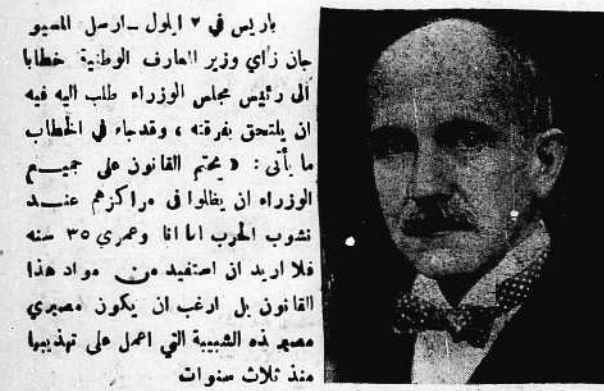 باريس في ٢ ايلول ــ ارسل المسيو
جان زاي وزير المعارف الوطنية خطابا
الى رئيس مجلس الوزراء طلب اليه فيه
ان يلتحق بفرقته ، وقد جاء في الخطاب
ما يأتى : « يحتم القانون على جميع
الوزراء ان يظلوا فى مراكزهم عند
نشوب الحرب اما انا وعمري ٣٥ سنه
فلا اريد ان استفيد من مواد هذا
القانون بل ارغب ان يكون مصيري
مصير هذه الشبيبة التي اعمل على تهذيبها
منذ ثلاث سنوات